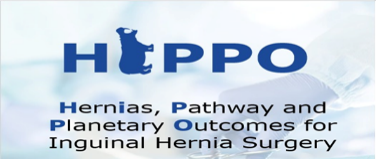 HIPPO
Hernias, Pathway and
Planetary Outcomes for
Inguinal Hernia Surgery